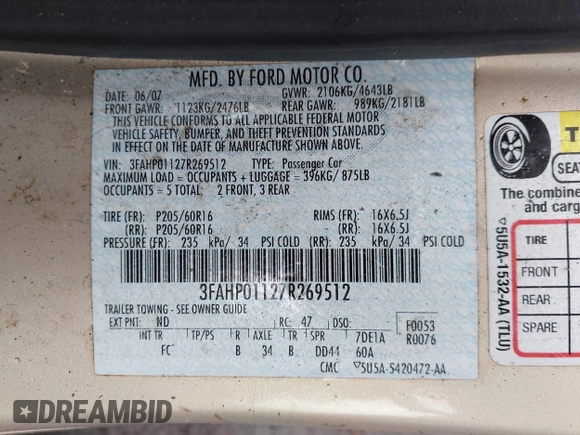 MFD. BY FORD MOTOR CO.
DATE: 06/07 GVWR: 2106KG/4643LB
FRONT GAWR: 1123KG/2476LB REAR GAWR: 989KG/2181LB
THIS VEHICLE CONFORMS TO ALL APPLICABLE FEDERAL MOTOR
VEHICLE SAFETY, BUMPER, AND THEFT PREVENTION STANDARDS
IN EFFECT ON THE DATE OF MANUFACTURE SHOWN ABOVE.
VIN: 3FAHP01127R269512 TYPE: Passenger Car
MAXIMUM LOAD = OCCUPANTS + LUGGAGE = 396KG/ 875LB
OCCUPANTS = 5 TOTAL: 2 FRONT, 3 REAR
TIRE (FR): P205/60R16 RIMS (FR): 16X6.5J
(RR): P205/60R16 (RR): 16X6.5J
PRESSURE (FR): 235 kPa/ 34 PSI COLD (RR): 235 kPa/ 34 PSI COLD
3FAHP01127R269512
TRAILER TOWING - SEE OWNER GUIDE
EXT PNT: ND RC: 47 DSO: F0053
INT TR TP/PS R AXLE TR SPR 7DE1A R0076
FC B 34 B DD44 60A
CMC ▽5U5A-S420472-AA
T
SEAT
The combine
and carg
TIRE
FRONT
REAR
SPARE
▽5U5A-1532-AA (TLU)
DREAMBID